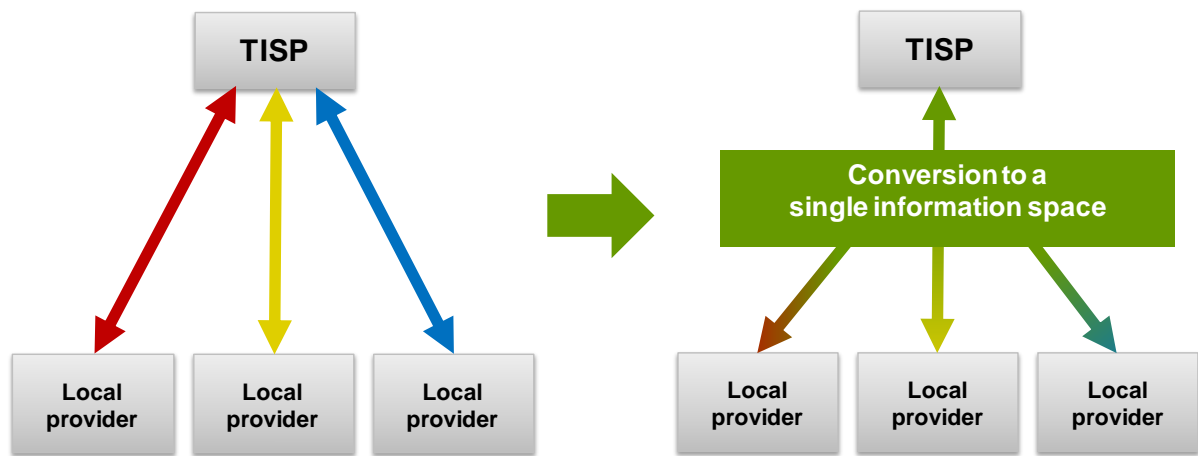 TISP
Local
provider
Local
provider
Local
provider
TISP
Conversion to a
single information space
Local
provider
Local
provider
Local
provider